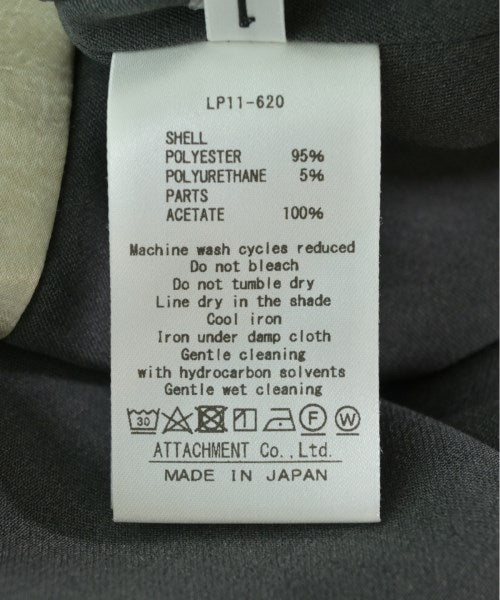 LP11-620
SHELL
POLYESTER 95%
POLYURETHANE 5%
PARTS
ACETATE 100%
Machine wash cycles reduced
Do not bleach
Do not tumble dry
Line dry in the shade
Cool iron
Iron under damp cloth
Gentle cleaning
with hydrocarbon solvents
Gentle wet cleaning
30 F W
ATTACHMENT Co.,Ltd.
MADE IN JAPAN